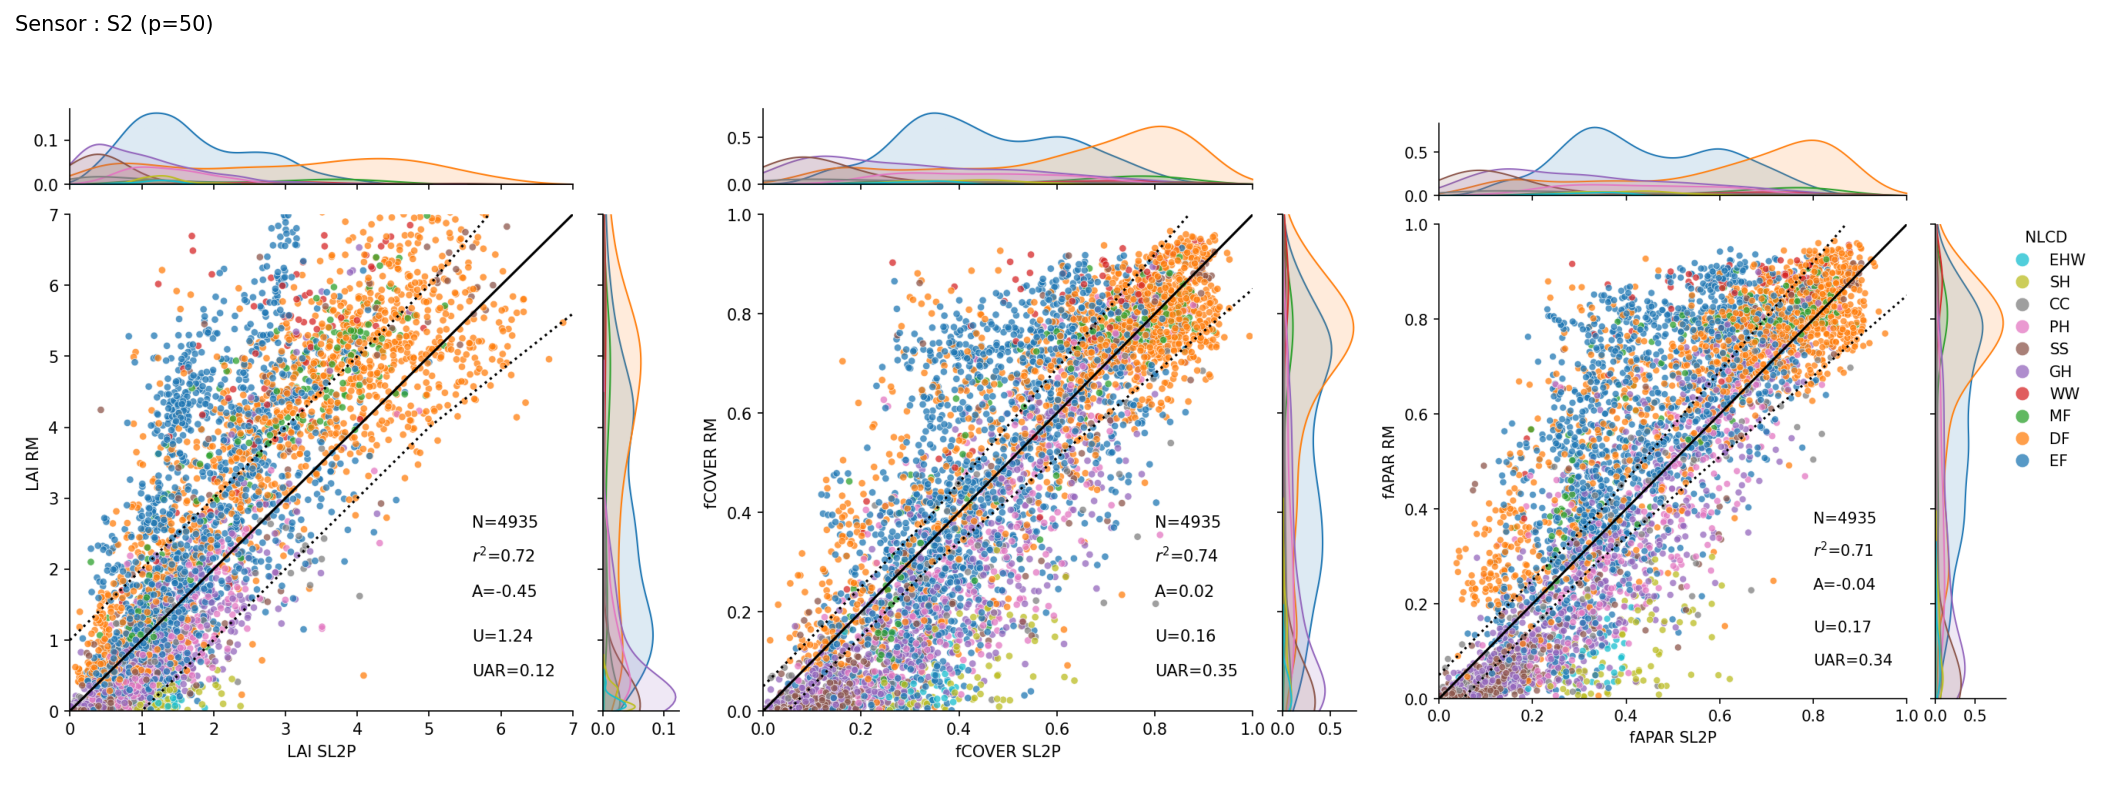 Sensor : S2 (p=50)
0.1
0.0
7
6
5
4
3
2
1
0
LAI RM
0 1 2 3 4 5 6 7
LAI SL2P
N=4935
r²=0.72
A=-0.45
U=1.24
UAR=0.12
0.0 0.1
0.5
0.0
1.0
0.8
0.6
0.4
0.2
0.0
fCOVER RM
0.0 0.2 0.4 0.6 0.8 1.0
fCOVER SL2P
N=4935
r²=0.74
A=0.02
U=0.16
UAR=0.35
0.0 0.5
0.5
0.0
1.0
0.8
0.6
0.4
0.2
0.0
fAPAR RM
0.0 0.2 0.4 0.6 0.8 1.0
fAPAR SL2P
N=4935
r²=0.71
A=-0.04
U=0.17
UAR=0.34
0.0 0.5
NLCD
EHW
SH
CC
PH
SS
GH
WW
MF
DF
EF